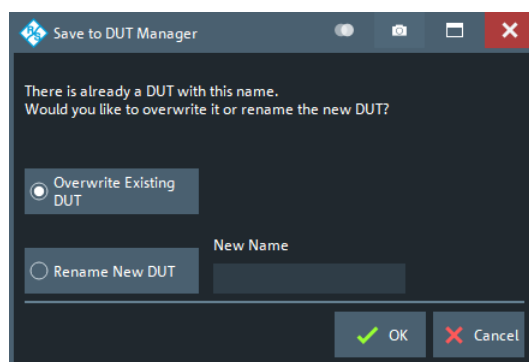 Save to DUT Manager
There is already a DUT with this name.
Would you like to overwrite it or rename the new DUT?
Overwrite Existing
DUT
New Name
Rename New DUT
OK
Cancel